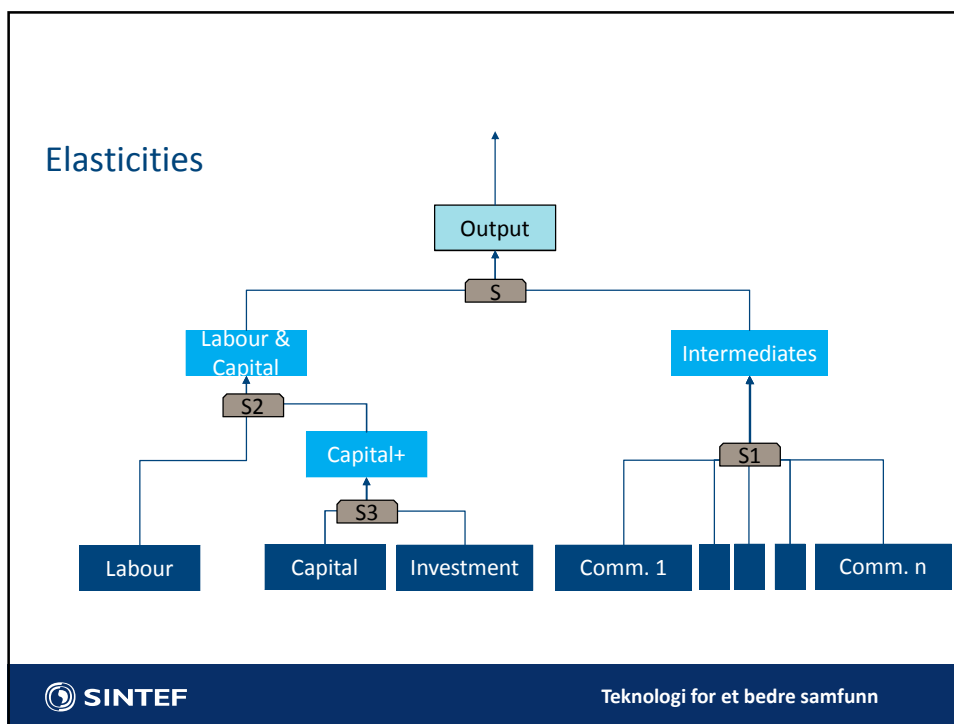 Elasticities
Output
S
Labour &
Capital
Intermediates
S2
Capital+
S1
S3
Labour
Capital
Investment
Comm. 1
Comm. n
SINTEF
Teknologi for et bedre samfunn